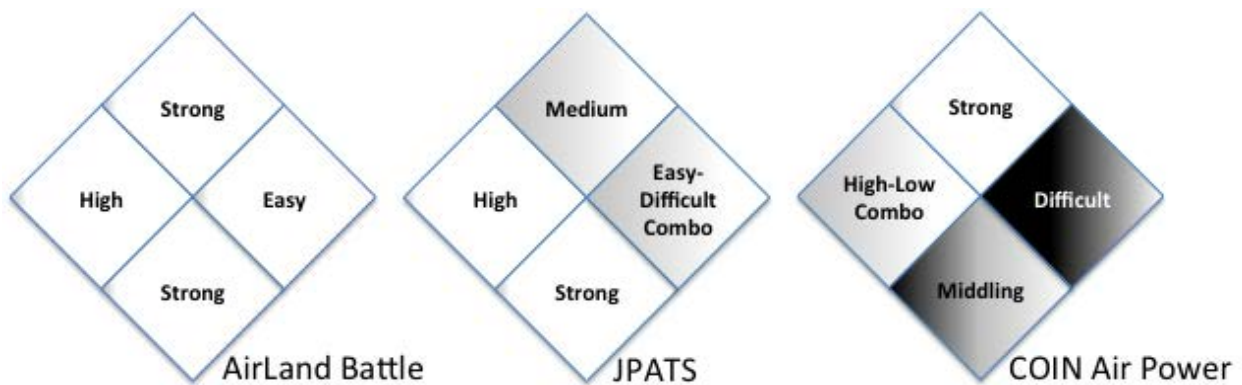 Strong
High
Easy
Strong
AirLand Battle
Medium
High
Easy-
Difficult
Combo
Strong
JPATS
Strong
High-Low
Combo
Difficult
Middling
COIN Air Power